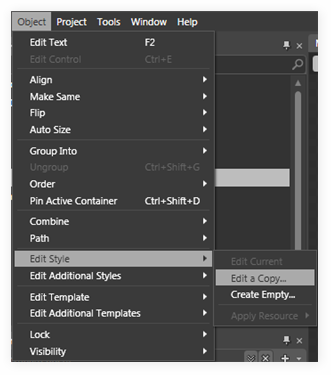 Object Project Tools Window Help
Edit Text F2
Edit Control Ctrl+E
Align
Make Same
Flip
Auto Size
Group Into
Ungroup Ctrl+Shift+G
Order
Pin Active Container Ctrl+Shift+D
Combine
Path
Edit Style
Edit Current
Edit Additional Styles
Edit a Copy...
Edit Template
Create Empty...
Edit Additional Templates
Apply Resource
Lock
Visibility